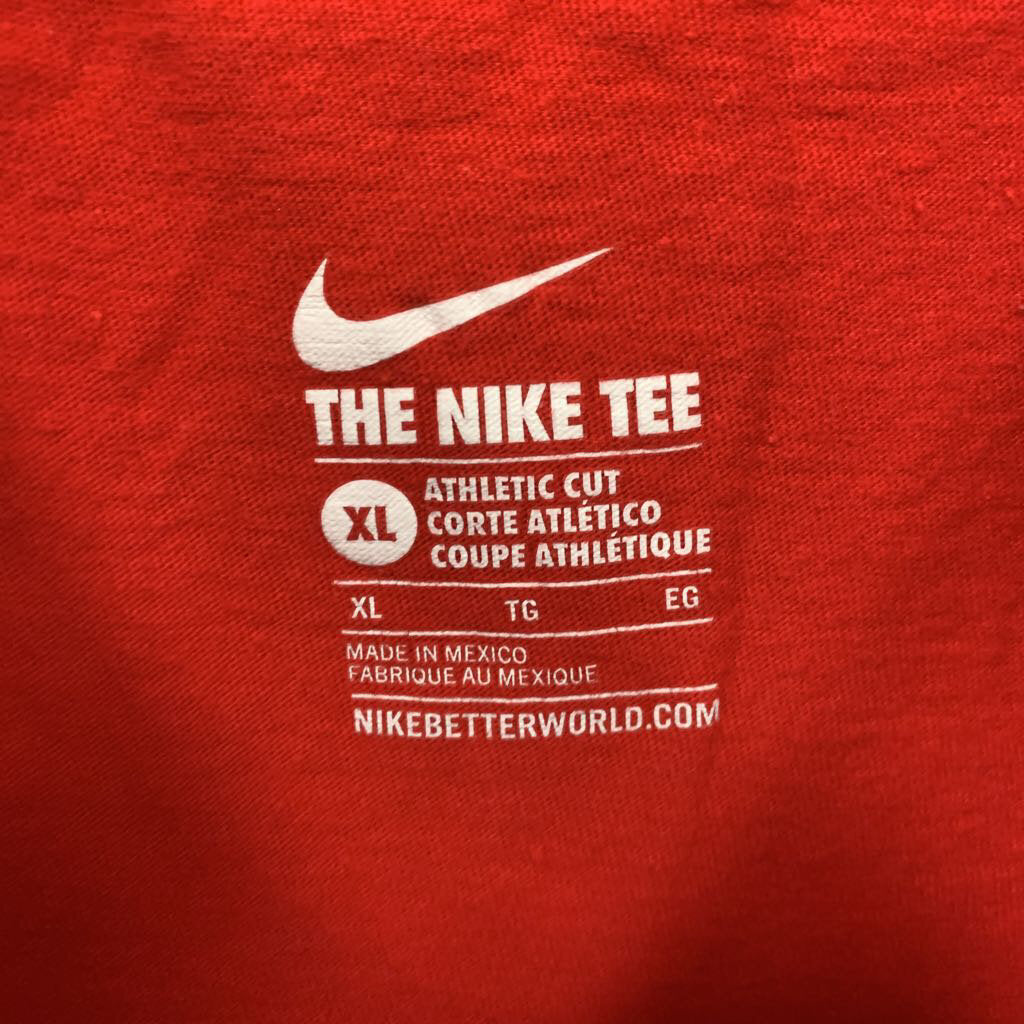 THE NIKE TEE
XL
ATHLETIC CUT
CORTE ATLÉTICO
COUPE ATHLÉTIQUE
XL TG EG
MADE IN MEXICO
FABRIQUE AU MEXIQUE
NIKEBETTERWORLD.COM